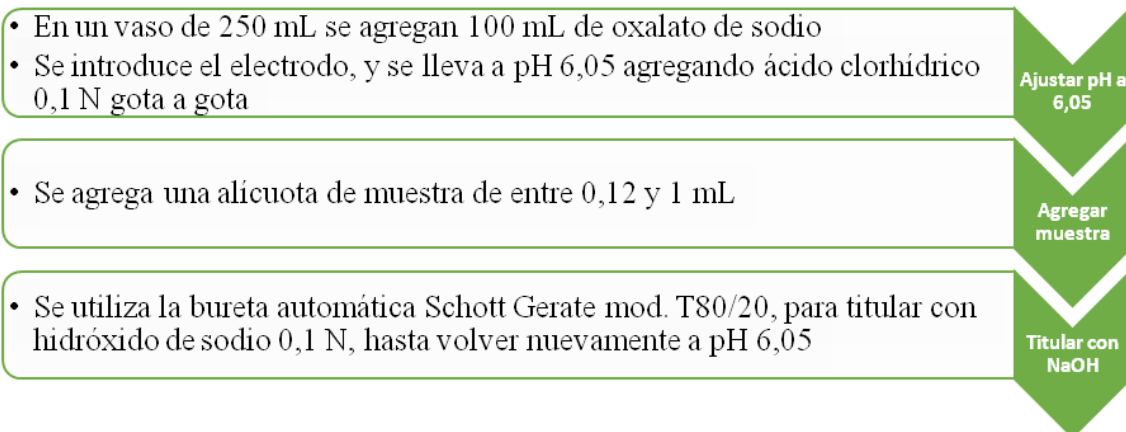 • En un vaso de 250 mL se agregan 100 mL de oxalato de sodio
• Se introduce el electrodo, y se lleva a pH 6,05 agregando ácido clorhídrico
0,1 N gota a gota
Ajustar pH a
6,05
• Se agrega una alícuota de muestra de entre 0,12 y 1 mL
Agregar
muestra
• Se utiliza la bureta automática Schott Gerate mod. T80/20, para titular con
hidróxido de sodio 0,1 N, hasta volver nuevamente a pH 6,05
Titular con
NaOH